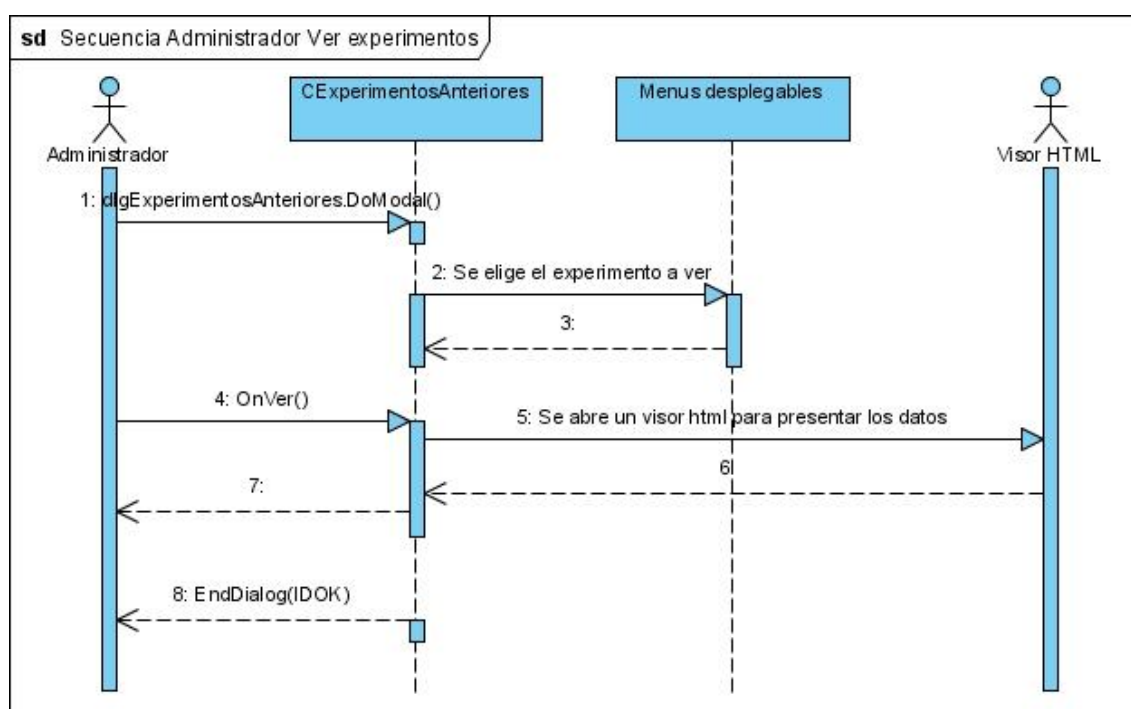 sd Secuencia Administrador Ver experimentos
CExperimentosAnteriores
Menus desplegables
Administrador
Visor HTML
1: dlgExperimentosAnteriores.DoModal()
2: Se elige el experimento a ver
3:
4: OnVer()
5: Se abre un visor html para presentar los datos
6:
7:
8: EndDialog(IDOK)